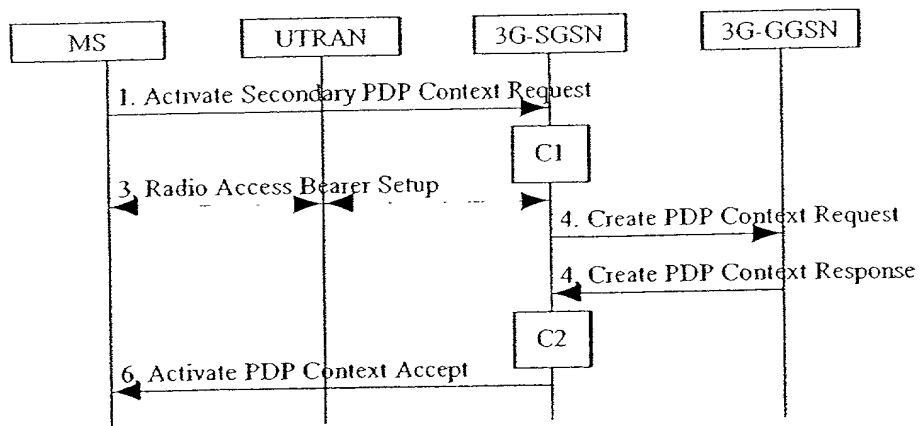 MS
UTRAN
3G-SGSN
3G-GGSN
1. Activate Secondary PDP Context Request
C1
3. Radio Access Bearer Setup
4. Create PDP Context Request
4. Create PDP Context Response
C2
6. Activate PDP Context Accept